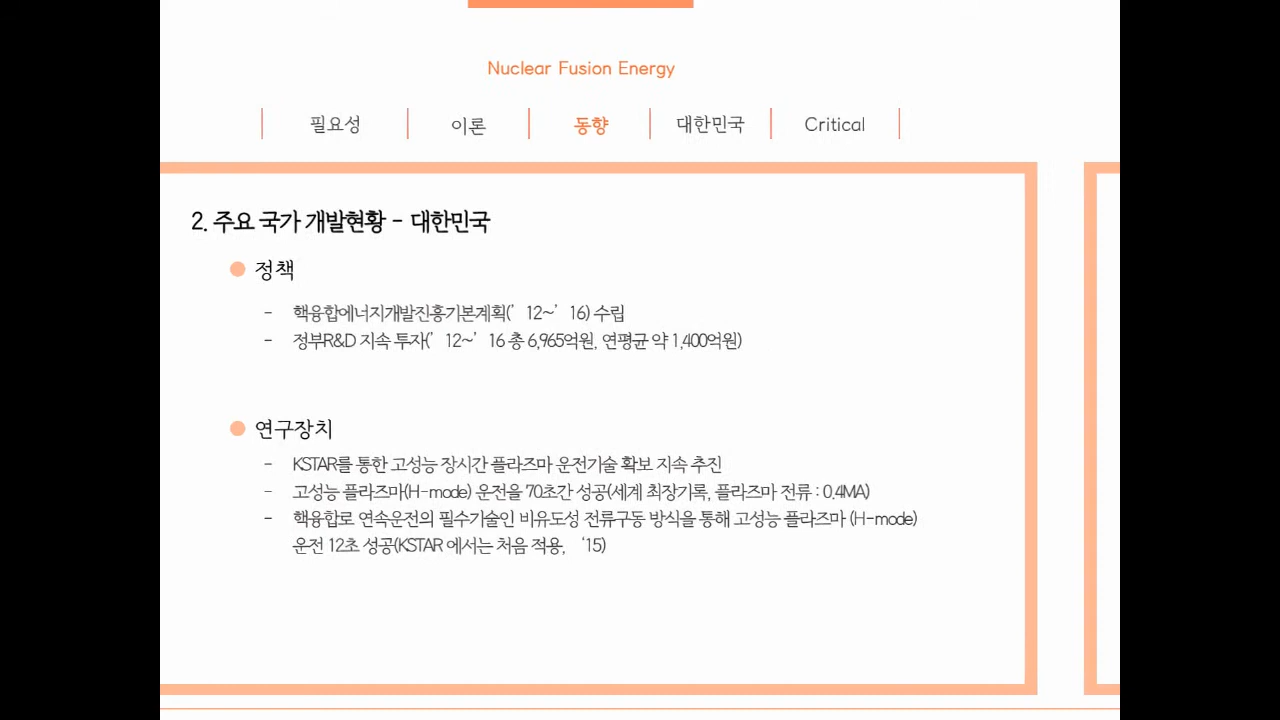 Nuclear Fusion Energy
필요성 이론 동향 대한민국 Critical
2. 주요 국가 개발현황 - 대한민국
정책
- 핵융합에너지개발진흥기본계획(’12~’16) 수립
- 정부R&D 지속 투자(’12~’16 총 6,965억원, 연평균 약 1,400억원)
연구장치
- KSTAR를 통한 고성능 장시간 플라즈마 운전기술 확보 지속 추진
- 고성능 플라즈마(H-mode) 운전을 70초간 성공(세계 최장기록, 플라즈마 전류 : 0.4MA)
- 핵융합로 연속운전의 필수기술인 비유도성 전류구동 방식을 통해 고성능 플라즈마 (H-mode)
운전 12초 성공(KSTAR 에서는 처음 적용, ‘15)